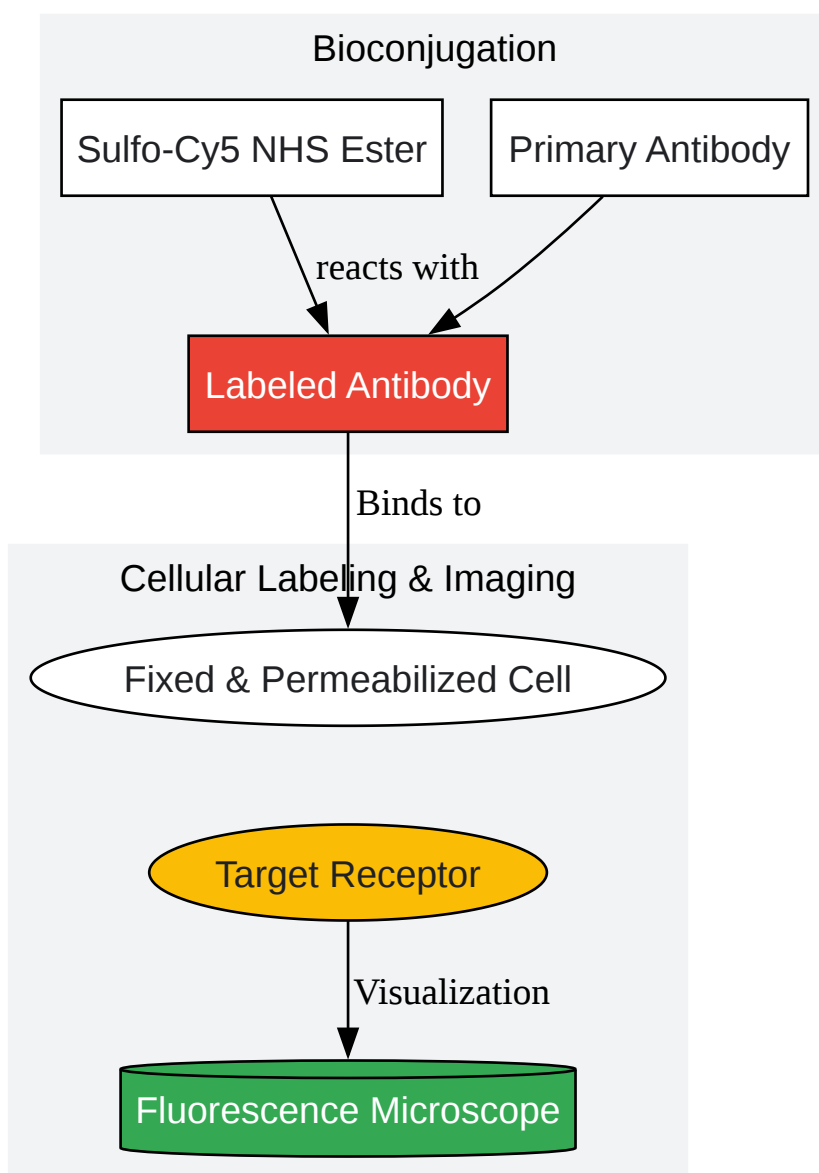 Bioconjugation
Sulfo-Cy5 NHS Ester
Primary Antibody
reacts with
Labeled Antibody
Binds to
Cellular Labeling & Imaging
Fixed & Permeabilized Cell
Target Receptor
Visualization
Fluorescence Microscope